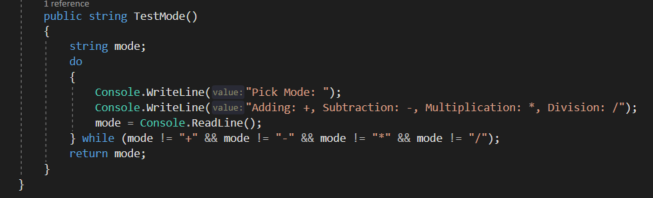 1 reference
public string TestMode()
{
string mode;
do
{
Console.WriteLine(value:"Pick Mode: ");
Console.WriteLine(value:"Adding: +, Subtraction: -, Multiplication: *, Division: /");
mode = Console.ReadLine();
} while (mode != "+" && mode != "-" && mode != "*" && mode != "/");
return mode;
}
}